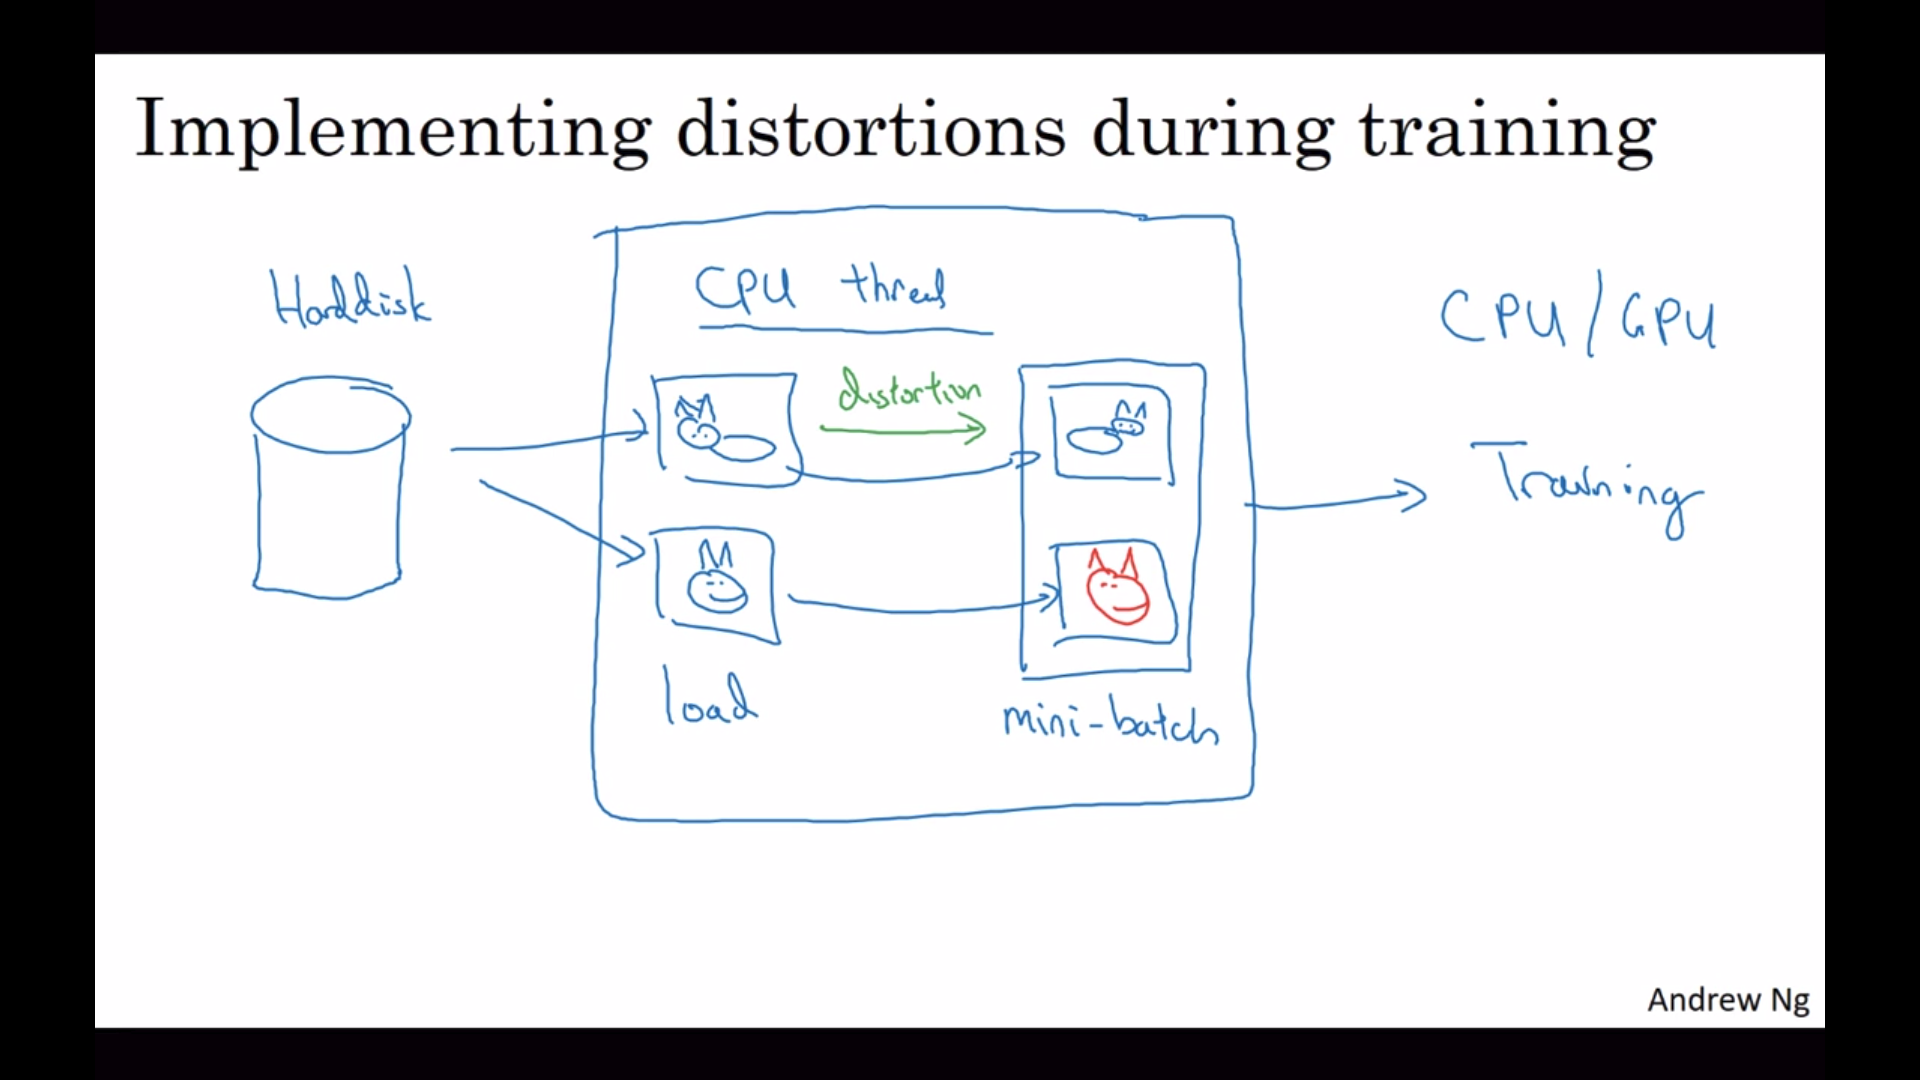 Implementing distortions during training
Harddisk
CPU thread
CPU/GPU
distortion
Training
load
mini-batch
Andrew Ng